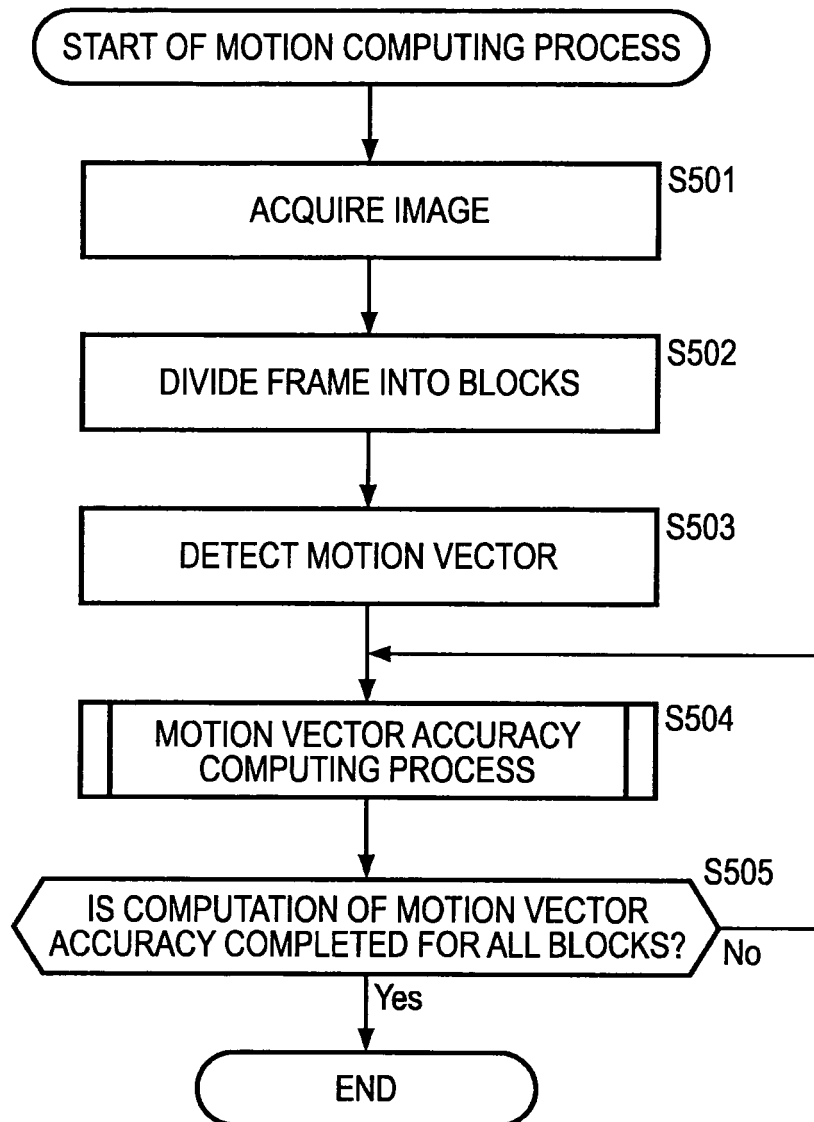 START OF MOTION COMPUTING PROCESS
S501
ACQUIRE IMAGE
S502
DIVIDE FRAME INTO BLOCKS
S503
DETECT MOTION VECTOR
S504
MOTION VECTOR ACCURACY
COMPUTING PROCESS
S505
IS COMPUTATION OF MOTION VECTOR
ACCURACY COMPLETED FOR ALL BLOCKS?
No
Yes
END